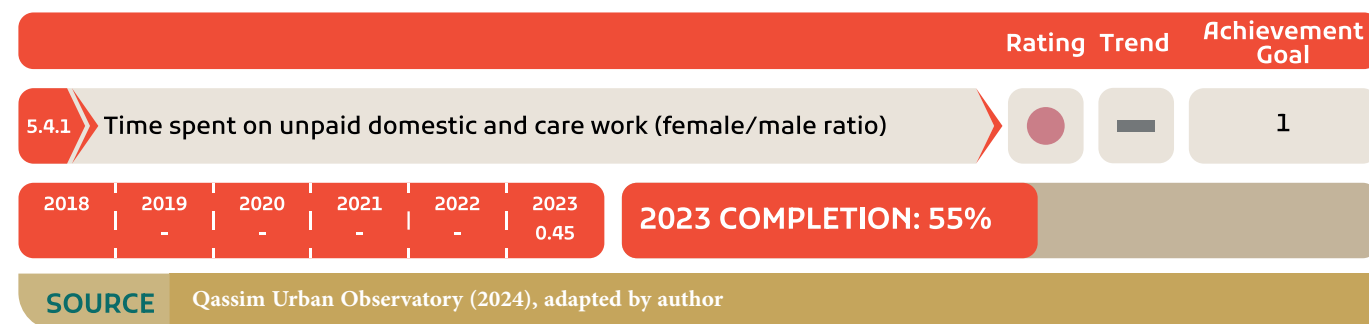 Rating Trend Achievement
Goal
5.4.1 Time spent on unpaid domestic and care work (female/male ratio) 1
2018 2019 2020 2021 2022 2023
- - - - 0.45
2023 COMPLETION: 55%
SOURCE Qassim Urban Observatory (2024), adapted by author